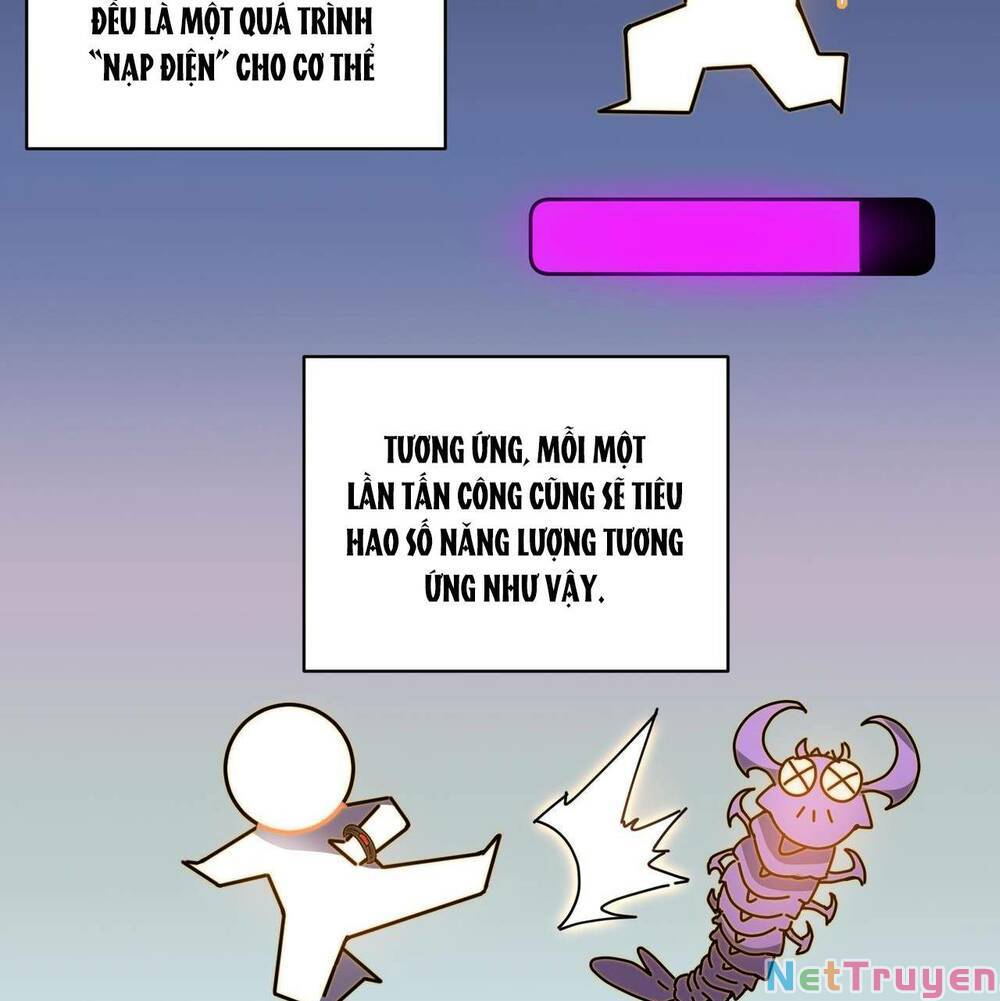 ĐỀU LÀ MỘT QUÁ TRÌNH
“NẠP ĐIỆN” CHO CƠ THỂ
TƯƠNG ỨNG, MỖI MỘT
LẦN TẤN CÔNG CŨNG SẼ TIÊU
HAO SỐ NĂNG LƯỢNG TƯƠNG
ỨNG NHƯ VẬY.
NetTruyen